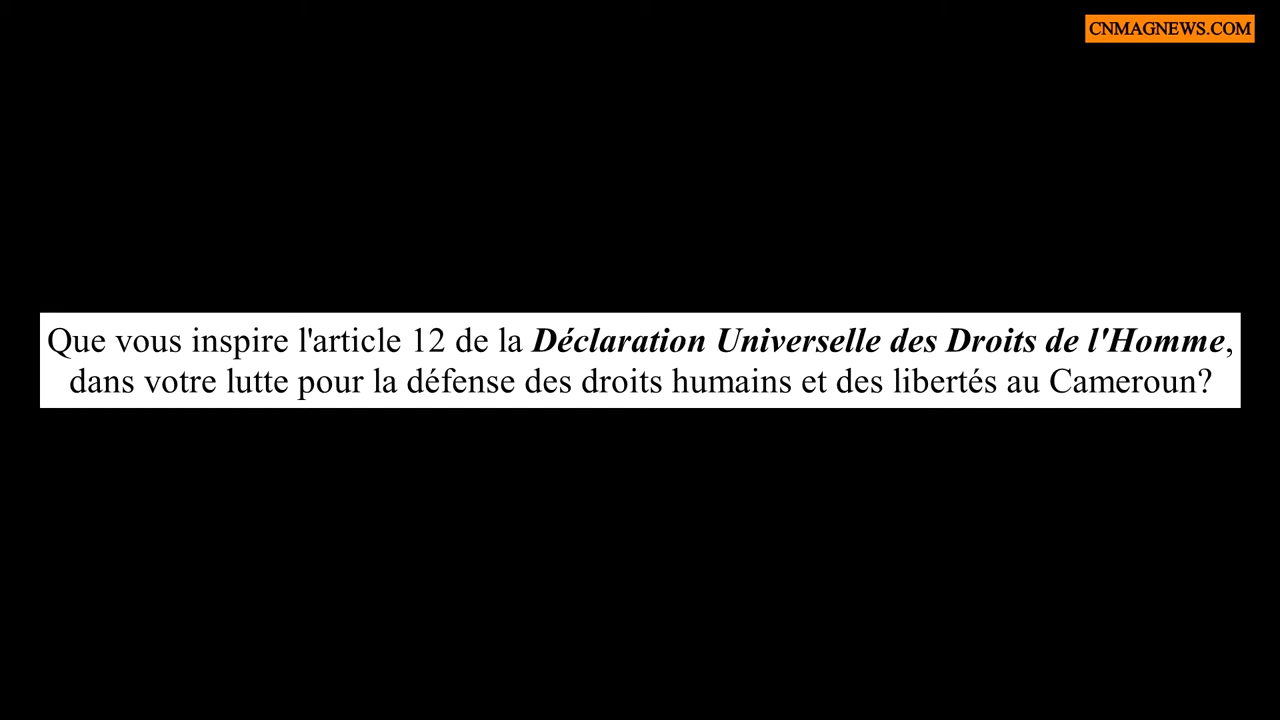 CNMAGNEWS.COM
Que vous inspire l'article 12 de la Déclaration Universelle des Droits de l'Homme,
dans votre lutte pour la défense des droits humains et des libertés au Cameroun?